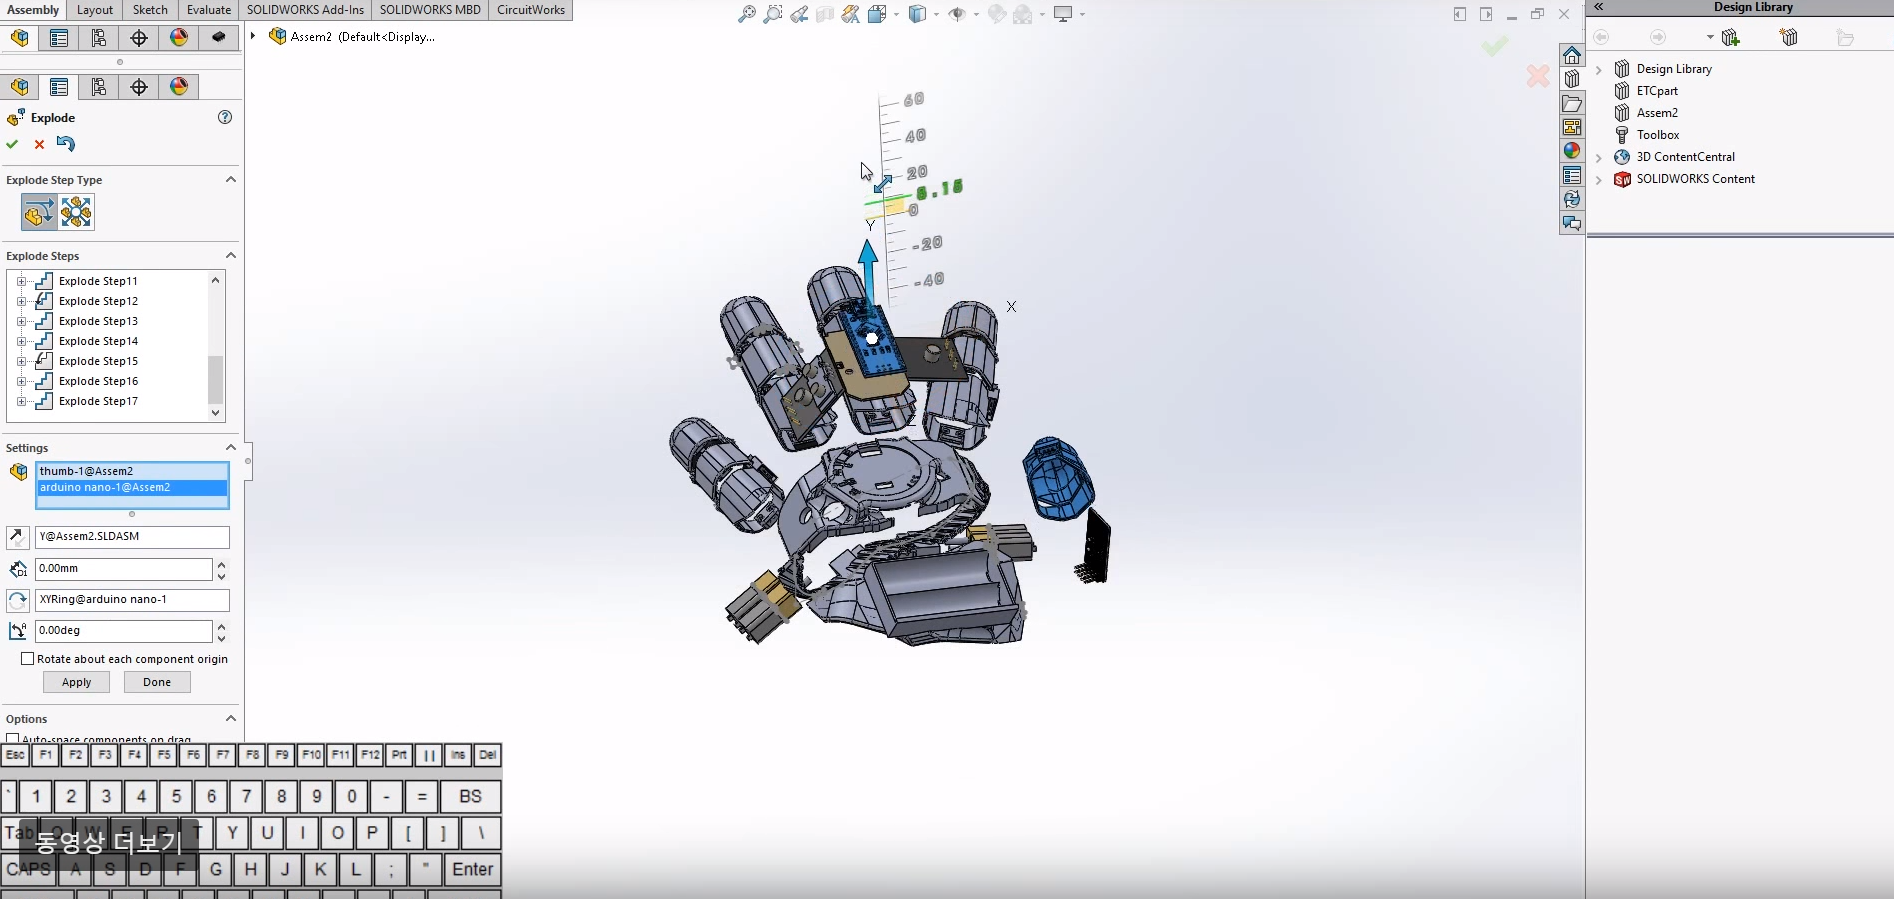 Assembly Layout Sketch Evaluate SOLIDWORKS Add-Ins SOLIDWORKS MBD CircuitWorks
Assem2 (Default<Display...
Explode
Explode Step Type
Explode Steps
Explode Step11
Explode Step12
Explode Step13
Explode Step14
Explode Step15
Explode Step16
Explode Step17
Settings
thumb-1@Assem2
arduino nano-1@Assem2
Y@Assem2.SLDASM
0.00mm
XYRing@arduino nano-1
0.00deg
Rotate about each component origin
Apply Done
Options
Auto-space components on drag
Esc F1 F2 F3 F4 F5 F6 F7 F8 F9 F10 F11 F12 Prt || Ins Del
` 1 2 3 4 5 6 7 8 9 0 - = BS
Tab Q W E R T Y U I O P [ ] \
동영상 더보기
CAPS A S D F G H J K L ; " Enter
60
40
20
8.15
0
-20
-40
Y
X
Z
Design Library
Design Library
ETCpart
Assem2
Toolbox
3D ContentCentral
SOLIDWORKS Content